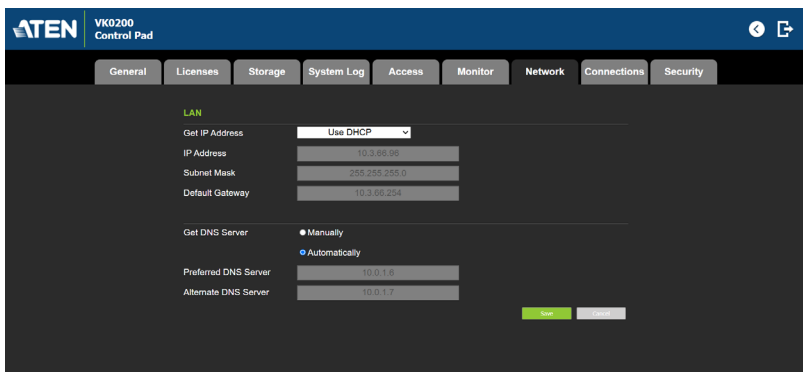 ATEN
VK0200
Control Pad
General Licenses Storage System Log Access Monitor Network Connections Security
LAN
Get IP Address Use DHCP
IP Address 10.3.66.96
Subnet Mask 255.255.255.0
Default Gateway 10.3.66.254
Get DNS Server Manually
Automatically
Preferred DNS Server 10.0.1.6
Alternate DNS Server 10.0.1.7
Save Cancel